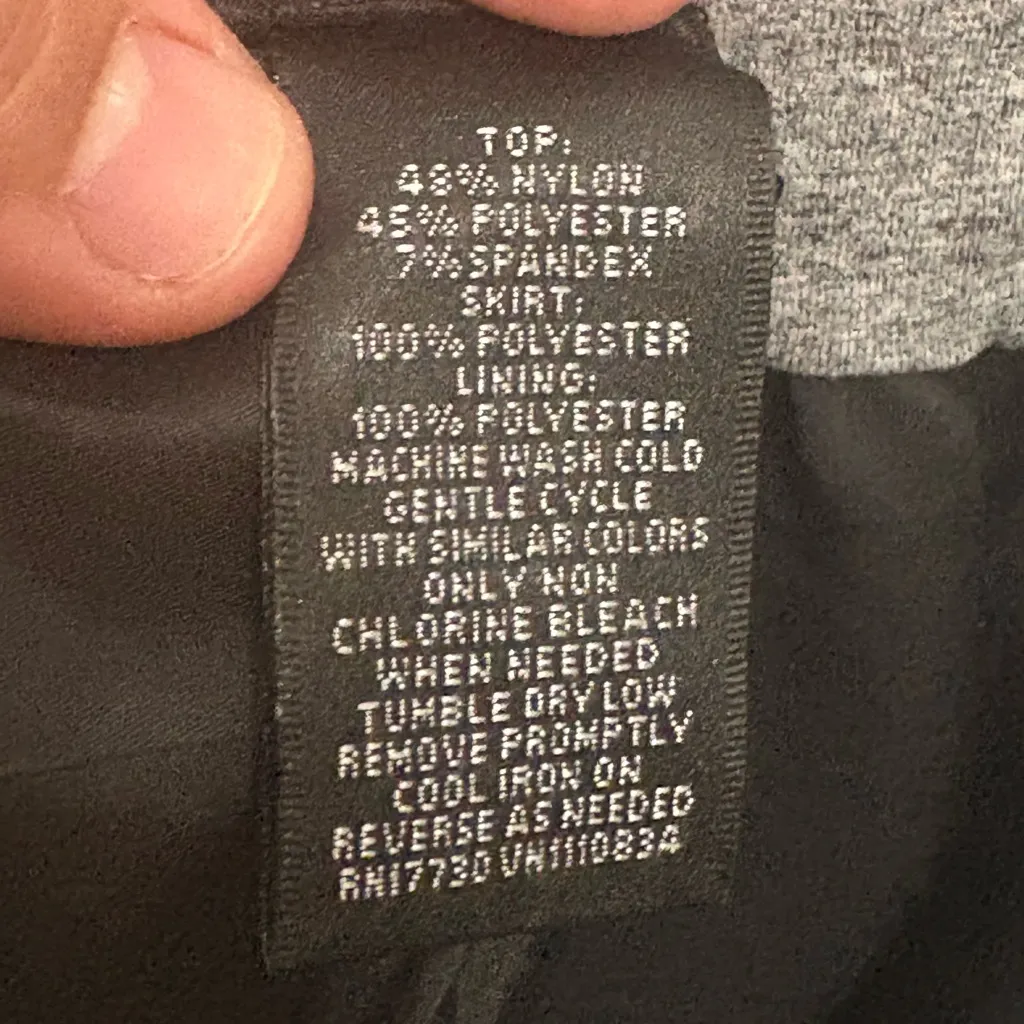 TOP:
48% NYLON
45% POLYESTER
7% SPANDEX
SKIRT:
100% POLYESTER
LINING:
100% POLYESTER
MACHINE WASH COLD
GENTLE CYCLE
WITH SIMILAR COLORS
ONLY NON
CHLORINE BLEACH
WHEN NEEDED
TUMBLE DRY LOW
REMOVE PROMPTLY
COOL IRON ON
REVERSE AS NEEDED
RN17730 VN1110834